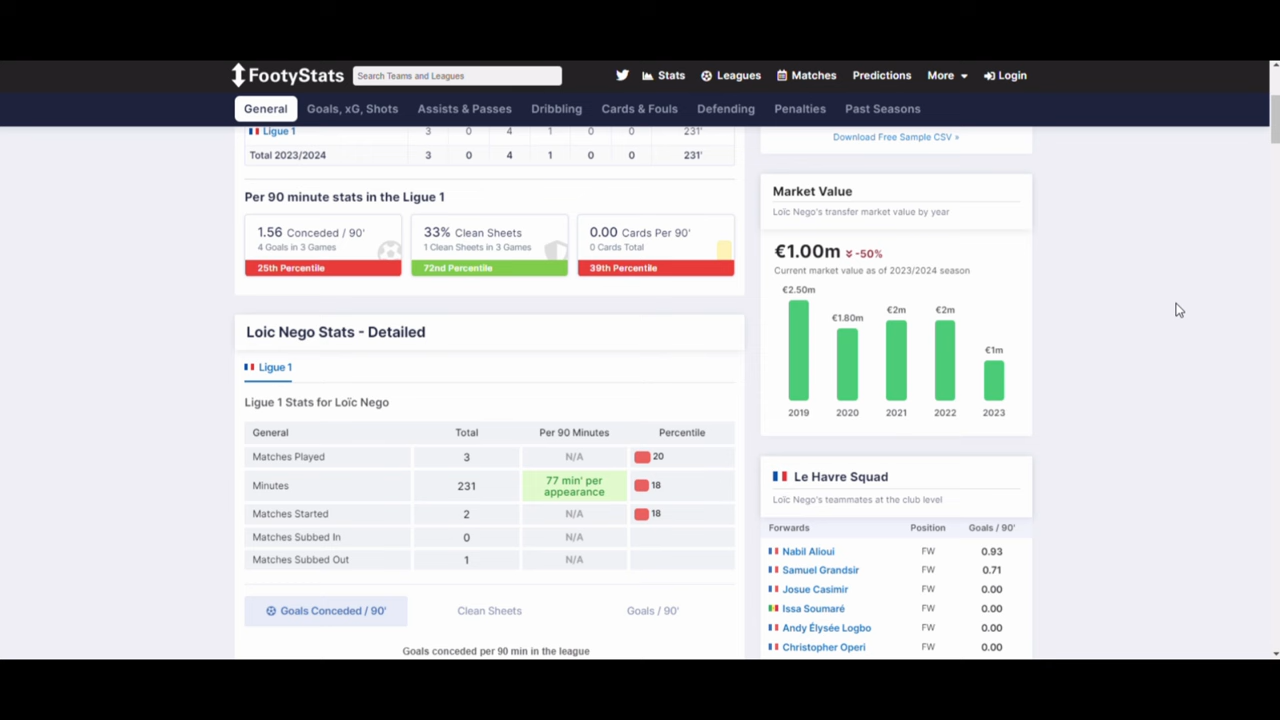 FootyStats
Search Teams and Leagues
Stats
Leagues
Matches
Predictions
More
Login
General
Goals, xG, Shots
Assists & Passes
Dribbling
Cards & Fouls
Defending
Penalties
Past Seasons
Ligue 1 3 0 4 1 0 0 231'
Total 2023/2024 3 0 4 1 0 0 231'
Per 90 minute stats in the Ligue 1
1.56 Conceded / 90'
4 Goals in 3 Games
25th Percentile
33% Clean Sheets
1 Clean Sheets in 3 Games
72nd Percentile
0.00 Cards Per 90'
0 Cards Total
39th Percentile
Loic Nego Stats - Detailed
Ligue 1
Ligue 1 Stats for Loïc Nego
General Total Per 90 Minutes Percentile
Matches Played 3 N/A 20
Minutes 231 77 min' per appearance 18
Matches Started 2 N/A 18
Matches Subbed In 0 N/A
Matches Subbed Out 1 N/A
Goals Conceded / 90'
Clean Sheets
Goals / 90'
Goals conceded per 90 min in the league
Download Free Sample CSV »
Market Value
Loïc Nego's transfer market value by year
€1.00m -50%
Current market value as of 2023/2024 season
€2.50m
€1.80m
€2m
€2m
€1m
2019 2020 2021 2022 2023
Le Havre Squad
Loïc Nego's teammates at the club level
Forwards Position Goals / 90'
Nabil Alioui FW 0.93
Samuel Grandsir FW 0.71
Josue Casimir FW 0.00
Issa Soumaré FW 0.00
Andy Élysée Logbo FW 0.00
Christopher Operi FW 0.00